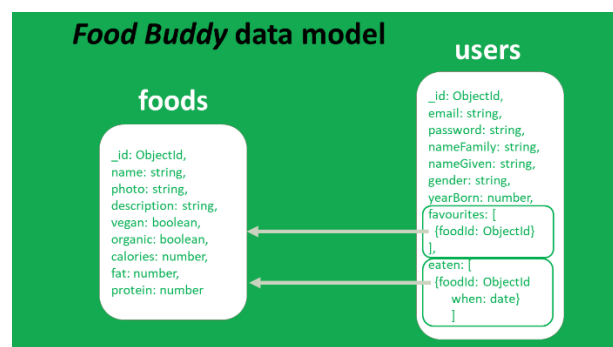 Food Buddy data model
foods
_id: ObjectId,
name: string,
photo: string,
description: string,
vegan: boolean,
organic: boolean,
calories: number,
fat: number,
protein: number
users
_id: ObjectId,
email: string,
password: string,
nameFamily: string,
nameGiven: string,
gender: string,
yearBorn: number,
favourites: [
{foodId: ObjectId}
],
eaten: [
{foodId: ObjectId
when: date}
]